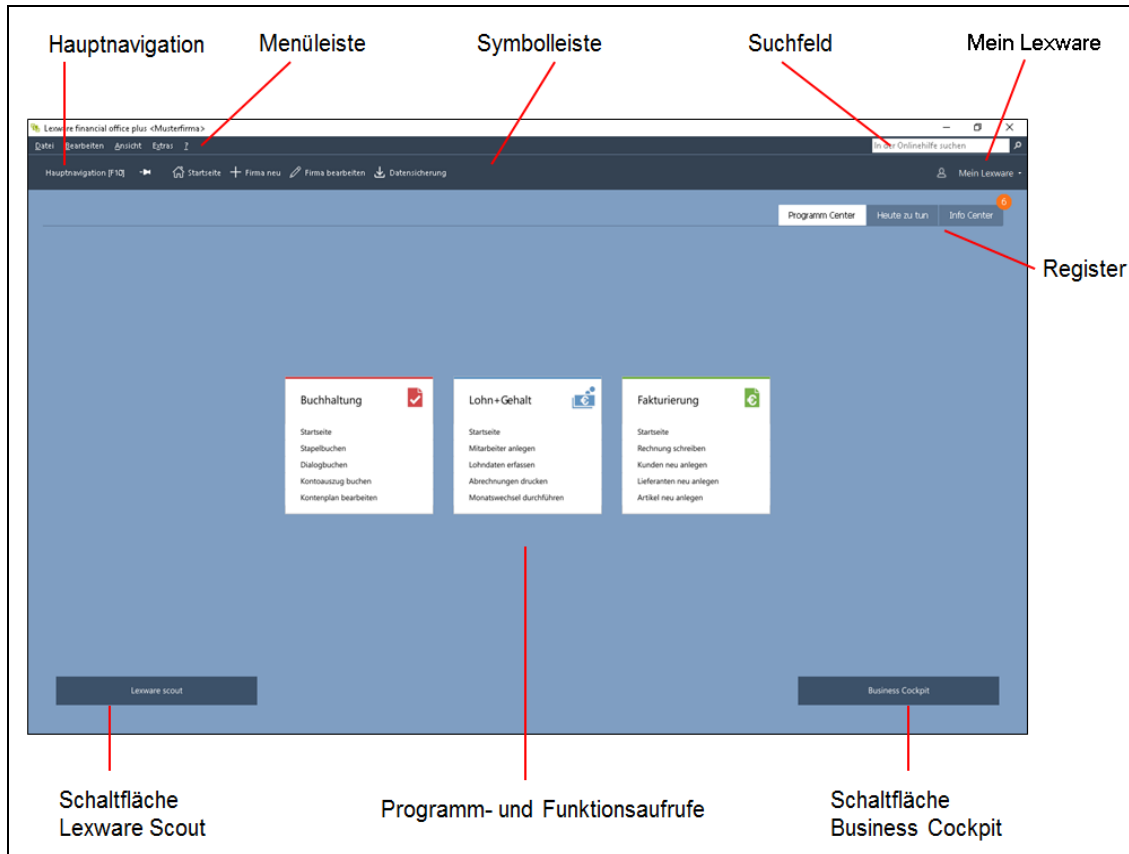 Hauptnavigation Menüleiste Symbolleiste Suchfeld Mein Lexware
Lexware financial office plus <Musterfirma>
Datei Bearbeiten Ansicht Extras ? In der Onlinehilfe suchen
Hauptnavigation [F10] Startseite Firma neu Firma bearbeiten Datensicherung Mein Lexware
6
Programm Center Heute zu tun Info Center
Register
Buchhaltung
Startseite
Stapelbuchen
Dialogbuchen
Kontoauszug buchen
Kontenplan bearbeiten
Lohn+Gehalt
Startseite
Mitarbeiter anlegen
Lohndaten erfassen
Abrechnungen drucken
Monatswechsel durchführen
Fakturierung
Startseite
Rechnung schreiben
Kunden neu anlegen
Lieferanten neu anlegen
Artikel neu anlegen
Lexware scout Business Cockpit
Schaltfläche
Lexware Scout
Programm- und Funktionsaufrufe
Schaltfläche
Business Cockpit